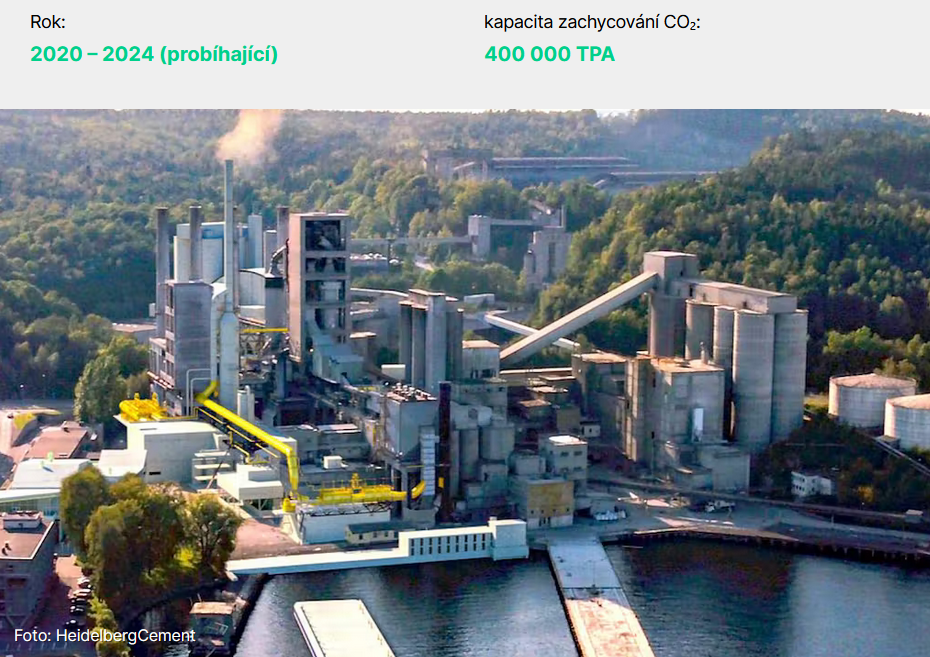 Rok:
kapacita zachycování CO₂:
2020 – 2024 (probíhající)
400 000 TPA
Foto: HeidelbergCement